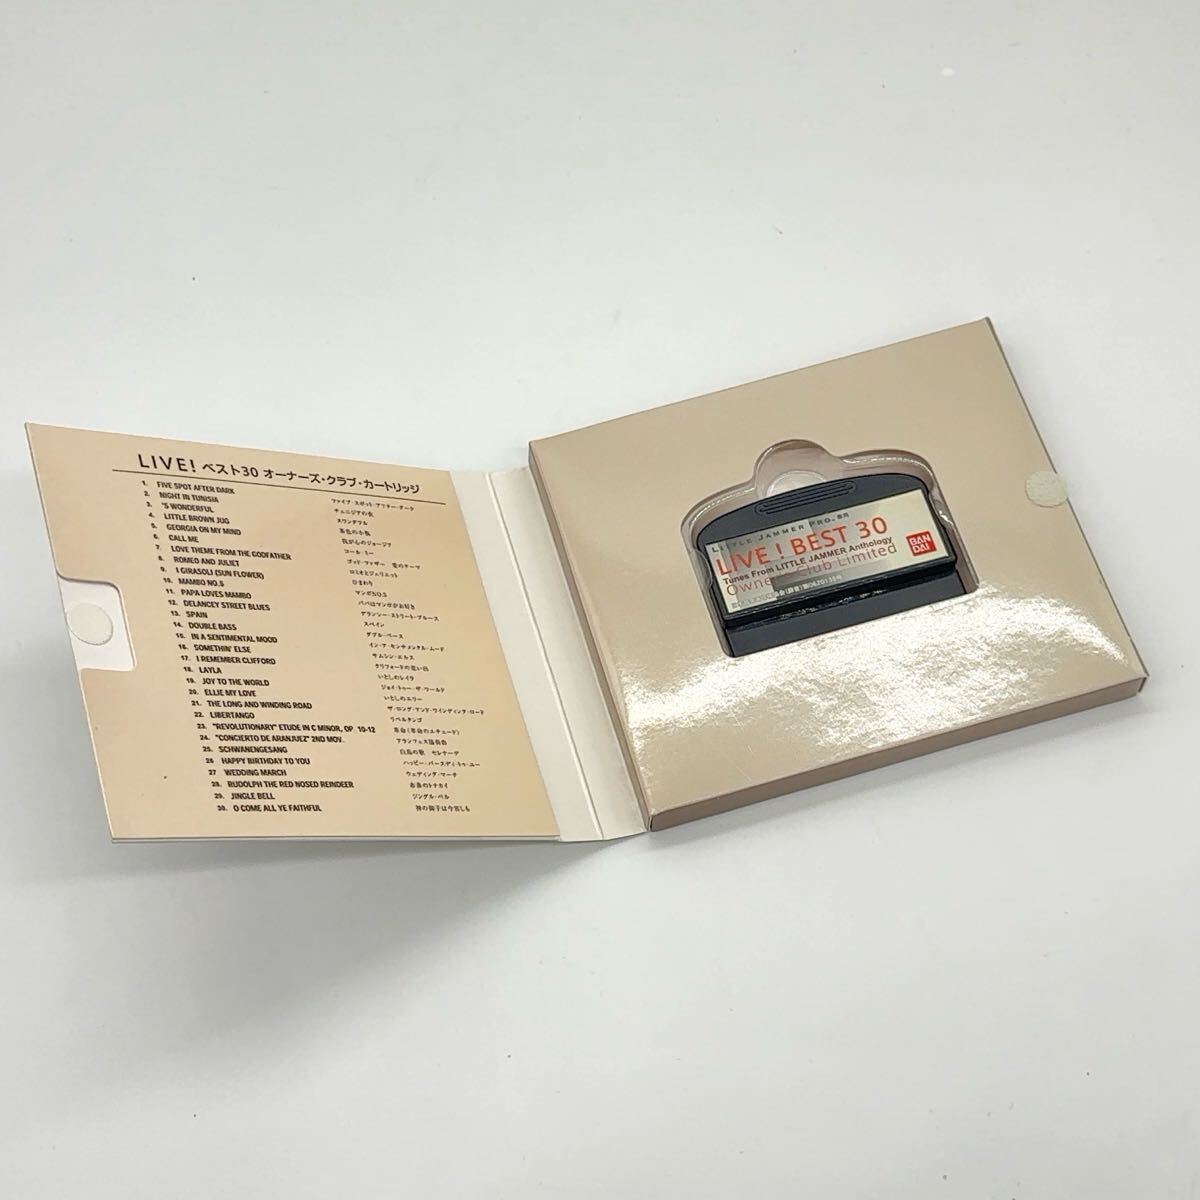 LIVE! ベスト30 オーナーズ・クラブ・カートリッジ
1. FIVE SPOT AFTER DARK ファイブ・スポット・アフター・ダーク
2. NIGHT IN TUNISIA チュニジアの夜
3. 'S WONDERFUL スワンダフル
4. LITTLE BROWN JUG 茶色の小瓶
5. GEORGIA ON MY MIND 我が心のジョージア
6. CALL ME コール・ミー
7. LOVE THEME FROM THE GODFATHER ゴッド・ファザー 愛のテーマ
8. ROMEO AND JULIET ロミオとジュリエット
9. I GIRASOLI (SUN FLOWER) ひまわり
10. MAMBO NO.5 マンボNO.5
11. PAPA LOVES MAMBO パパはマンボがお好き
12. DELANCEY STREET BLUES デランシー・ストリート・ブルース
13. SPAIN スペイン
14. DOUBLE BASS ダブル・ベース
15. IN A SENTIMENTAL MOOD イン・ア・センチメンタル・ムード
16. SOMETHIN' ELSE サムシン・エルス
17. I REMEMBER CLIFFORD クリフォードの思い出
18. LAYLA いとしのレイラ
19. JOY TO THE WORLD ジョイ・トゥー・ザ・ワールド
20. ELLIE MY LOVE いとしのエリー
21. THE LONG AND WINDING ROAD ザ・ロング・アンド・ワインディング・ロード
22. LIBERTANGO リベルタンゴ
23. "REVOLUTIONARY" ETUDE IN C MINOR, OP. 10-12 革命(革命のエチュード)
24. "CONCIERTO DE ARANJUEZ" 2ND MOV. アランフェス協奏曲
25. SCHWANENGESANG 白鳥の歌 セレナーデ
26 HAPPY BIRTHDAY TO YOU ハッピー・バースデイ・トゥー・ユー
27 WEDDING MARCH ウェディング・マーチ
28. RUDOLPH THE RED NOSED REINDEER 赤鼻のトナカイ
29. JINGLE BELL ジングル・ベル
30. O COME ALL YE FAITHFUL 神の御子は今宵しも
LITTLE JAMMER PRO. SR
LIVE! BEST 30
Tunes From LITTLE JAMMER Anthology
Owner's Club Limited
BAN
DAI